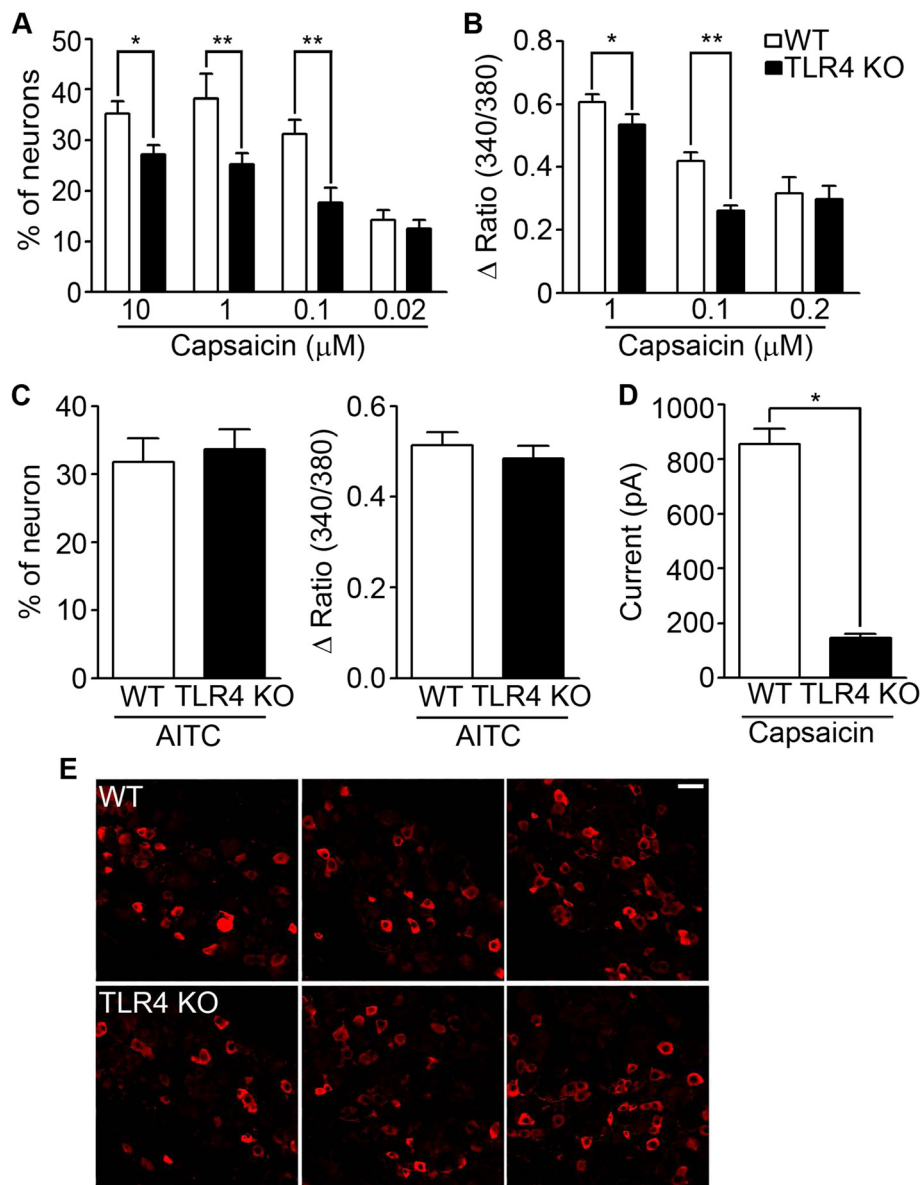 A
50
40
30
20
10
0
% of neurons
* ** **
10 1 0.1 0.02
Capsaicin (μM)
B
0.8
0.6
0.4
0.2
0
Δ Ratio (340/380)
* **
WT
TLR4 KO
1 0.1 0.2
Capsaicin (μM)
C
40
30
20
10
0
% of neuron
WT TLR4 KO
AITC
0.6
0.4
0.2
0.0
Δ Ratio (340/380)
WT TLR4 KO
AITC
D
1000
800
600
400
200
0
Current (pA)
*
WT TLR4 KO
Capsaicin
E
WT
TLR4 KO